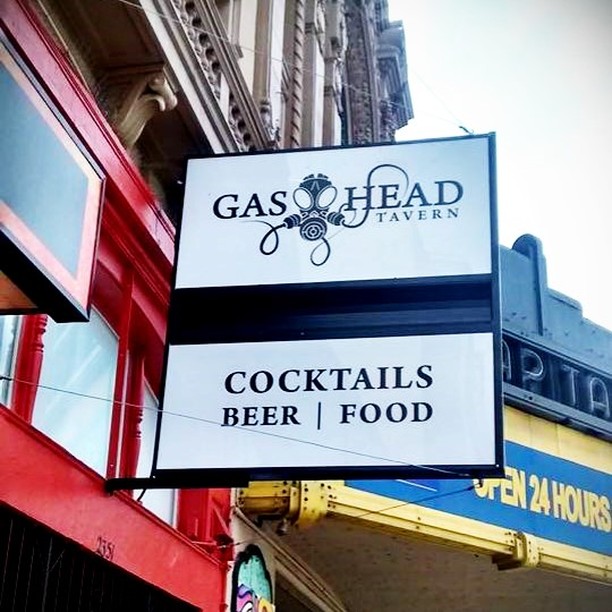 GAS HEAD
TAVERN
COCKTAILS
BEER | FOOD
OPEN 24 HOURS
2351